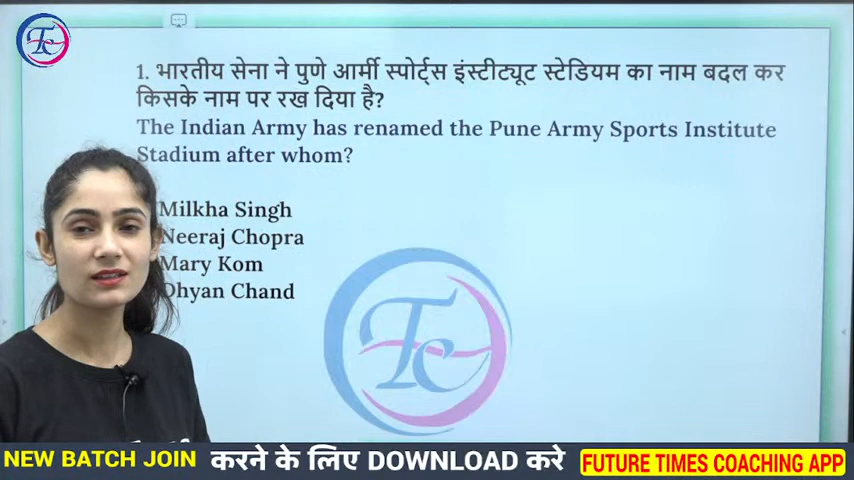 1. भारतीय सेना ने पुणे आर्मी स्पोर्ट्स इंस्टीट्यूट स्टेडियम का नाम बदल कर
किसके नाम पर रख दिया है?
The Indian Army has renamed the Pune Army Sports Institute
Stadium after whom?
Milkha Singh
Neeraj Chopra
Mary Kom
Dhyan Chand
NEW BATCH JOIN करने के लिए DOWNLOAD करे FUTURE TIMES COACHING APP